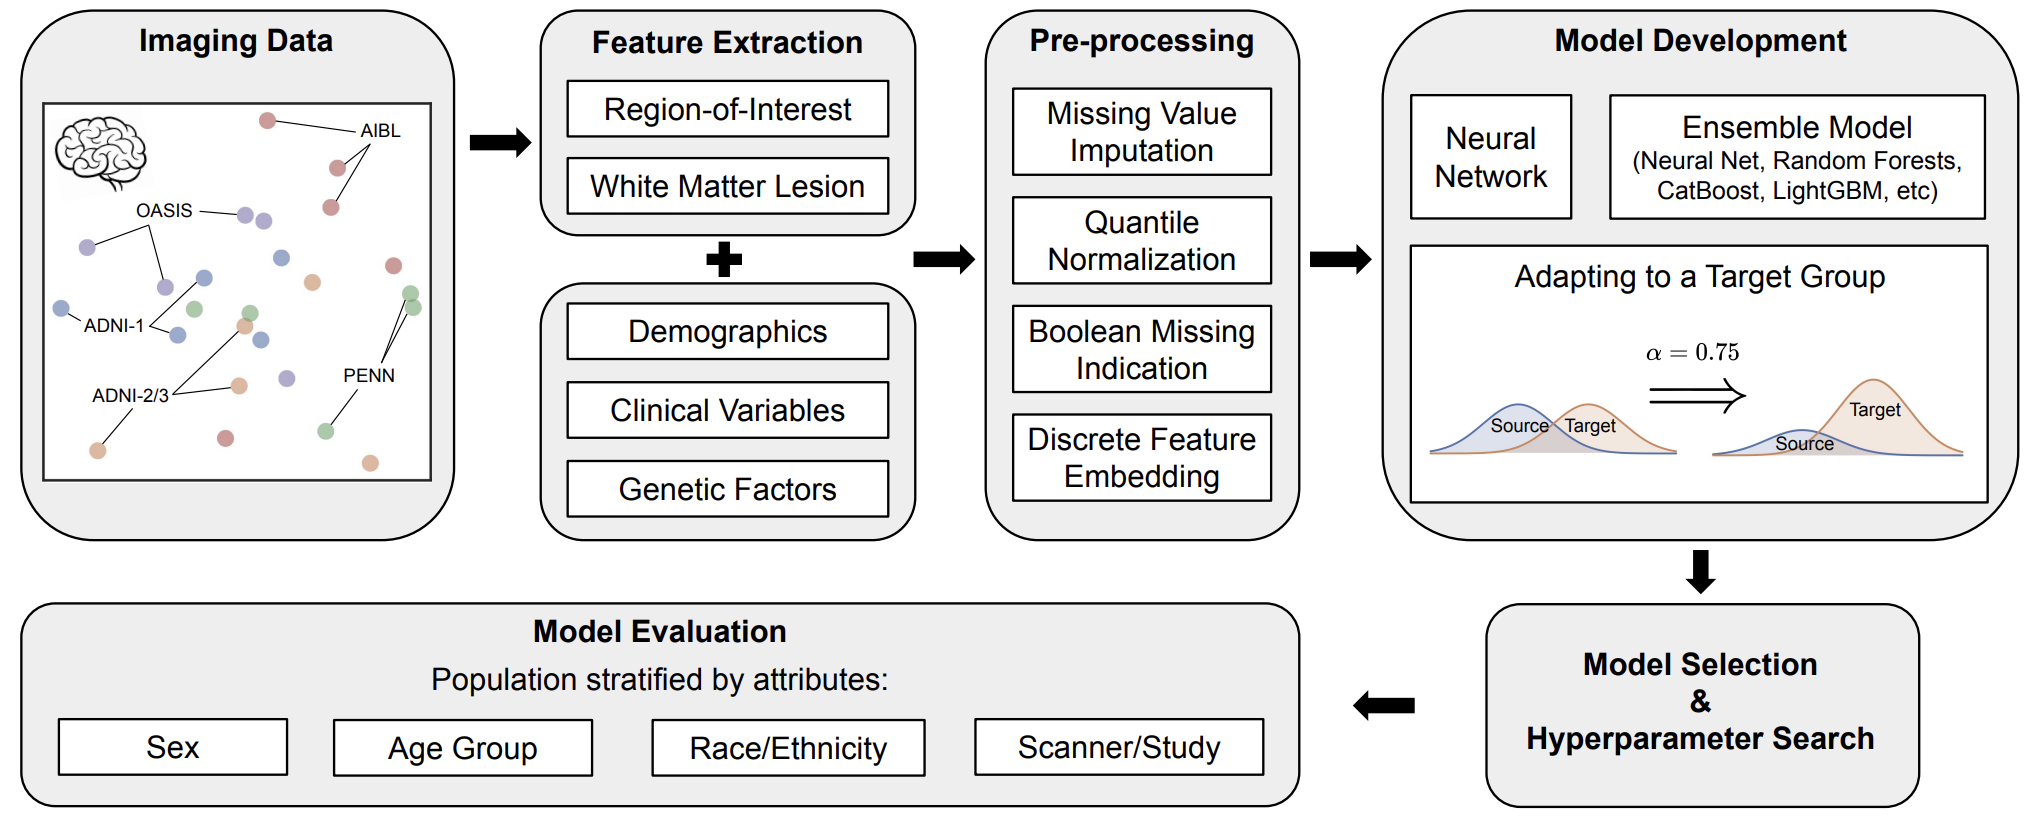 Imaging Data
AIBL
OASIS
ADNI-1
ADNI-2/3
PENN
Feature Extraction
Region-of-Interest
White Matter Lesion
Demographics
Clinical Variables
Genetic Factors
Pre-processing
Missing Value
Imputation
Quantile
Normalization
Boolean Missing
Indication
Discrete Feature
Embedding
Model Development
Neural
Network
Ensemble Model
(Neural Net, Random Forests,
CatBoost, LightGBM, etc)
Adapting to a Target Group
α = 0.75
Source Target
Source Target
Model Selection
&
Hyperparameter Search
Model Evaluation
Population stratified by attributes:
Sex
Age Group
Race/Ethnicity
Scanner/Study